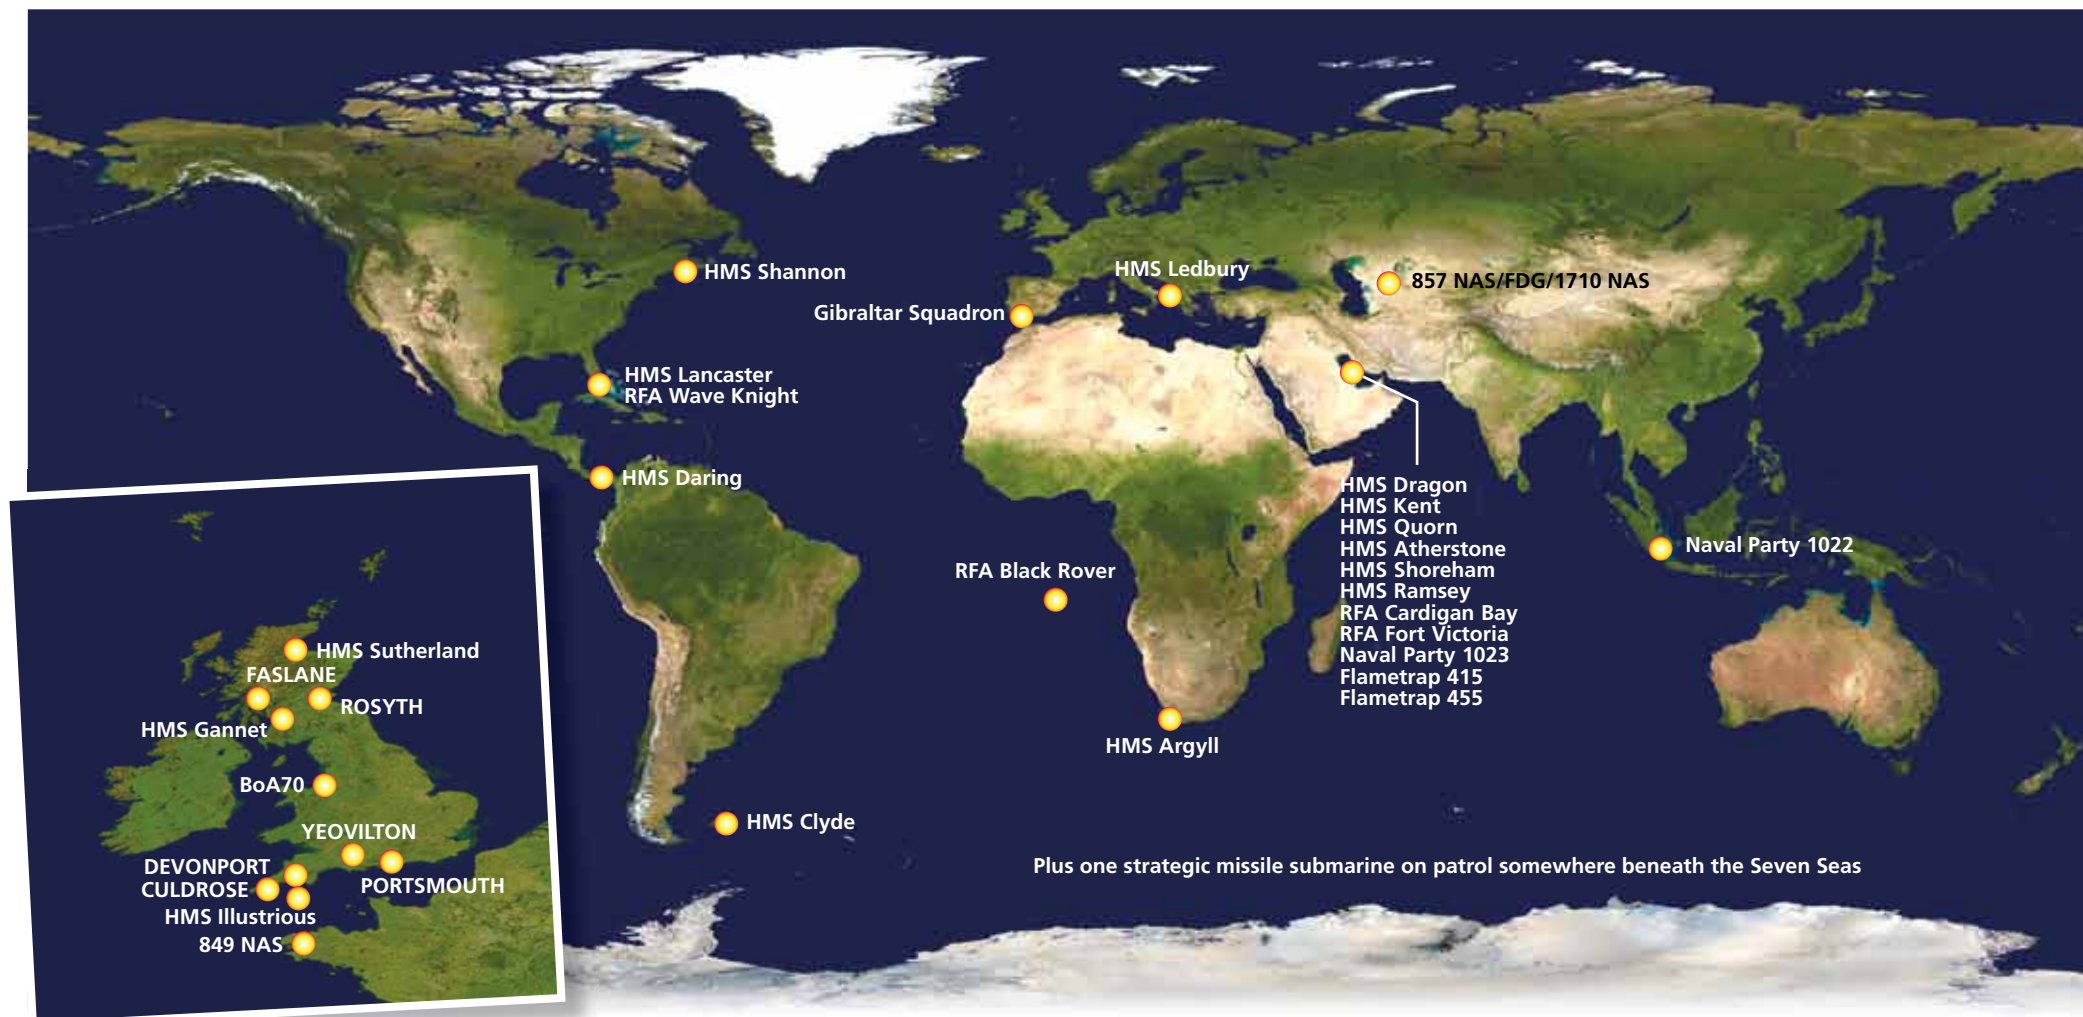 HMS Shannon
HMS Ledbury
857 NAS/FDG/1710 NAS
Gibraltar Squadron
HMS Lancaster
RFA Wave Knight
HMS Daring
HMS Dragon
HMS Kent
HMS Quorn
HMS Atherstone
HMS Shoreham
HMS Ramsey
RFA Cardigan Bay
RFA Fort Victoria
Naval Party 1023
Flametrap 415
Flametrap 455
Naval Party 1022
RFA Black Rover
HMS Argyll
HMS Clyde
Plus one strategic missile submarine on patrol somewhere beneath the Seven Seas
HMS Sutherland
FASLANE
ROSYTH
HMS Gannet
BoA70
YEOVILTON
DEVONPORT
CULDROSE
PORTSMOUTH
HMS Illustrious
849 NAS